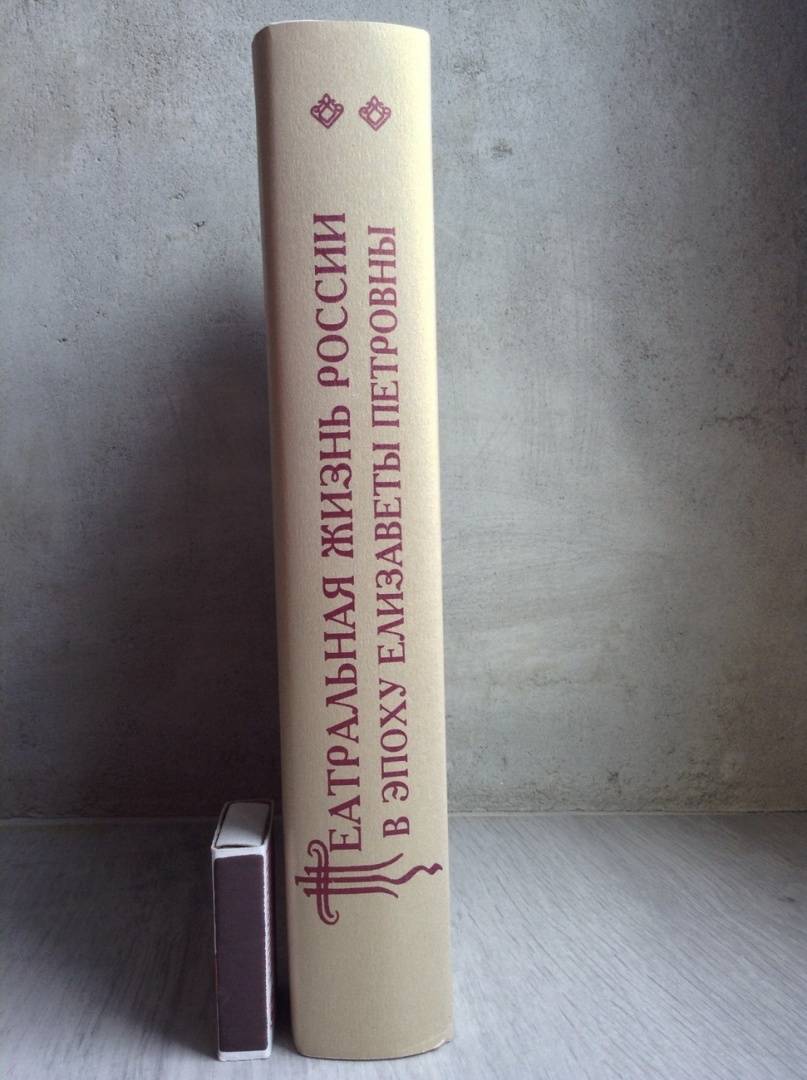 ТЕАТРАЛЬНАЯ ЖИЗНЬ РОССИИ
В ЭПОХУ ЕЛИЗАВЕТЫ ПЕТРОВНЫ